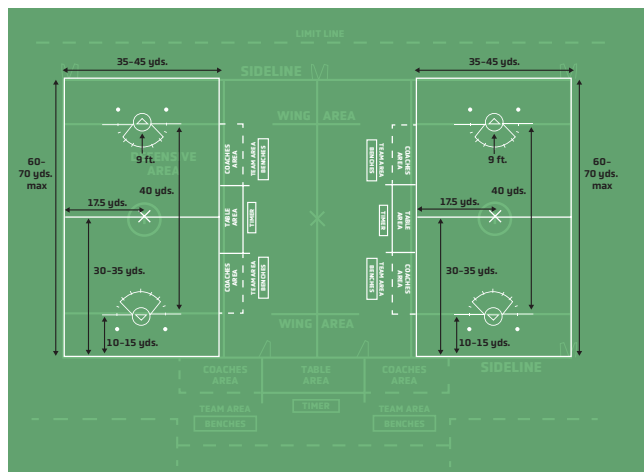 LIMIT LINE
35–45 yds.
35–45 yds.
SIDELINE
WING AREA
DEFENSIVE
AREA
9 ft.
9 ft.
COACHES
AREA
TEAM AREA
BENCHES
BENCHES
TEAM AREA
COACHES
AREA
60–
70 yds.
max
60–
70 yds.
max
40 yds.
40 yds.
17.5 yds.
17.5 yds.
TABLE
AREA
TIMER
TIMER
TABLE
AREA
30–35 yds.
30–35 yds.
COACHES
AREA
TEAM AREA
BENCHES
BENCHES
TEAM AREA
COACHES
AREA
WING AREA
10–15 yds.
10–15 yds.
SIDELINE
COACHES
AREA
TABLE
AREA
COACHES
AREA
TIMER
TEAM AREA
TEAM AREA
BENCHES
BENCHES